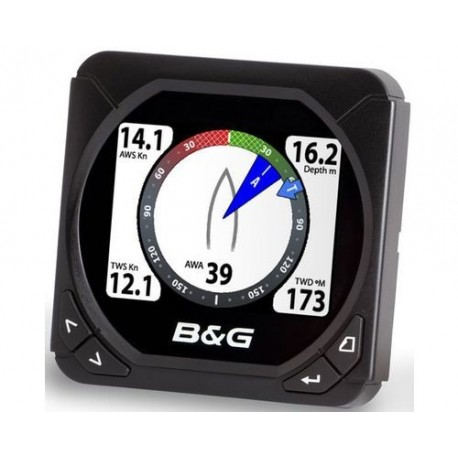 14.1
AWS Kn
16.2
Depth m
30
30
60
A
T
90
90
120
120
150
150
AWA 39
TWS Kn
12.1
TWD °M
173
B&G